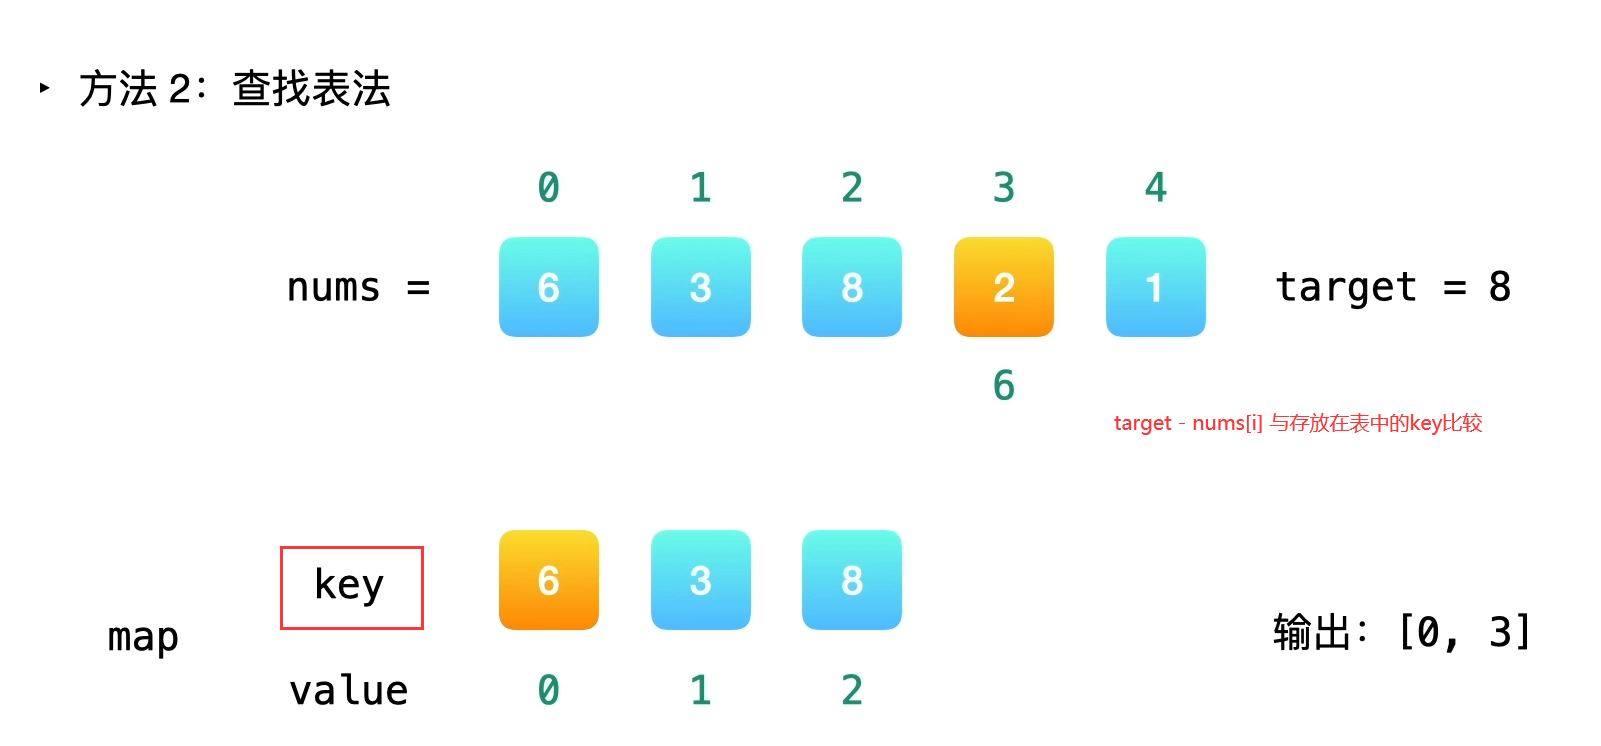 ‣ 方法 2：查找表法
0 1 2 3 4
nums = 6 3 8 2 1 target = 8
6
target - nums[i] 与存放在表中的key比较
key 6 3 8
map
输出：[0, 3]
value 0 1 2